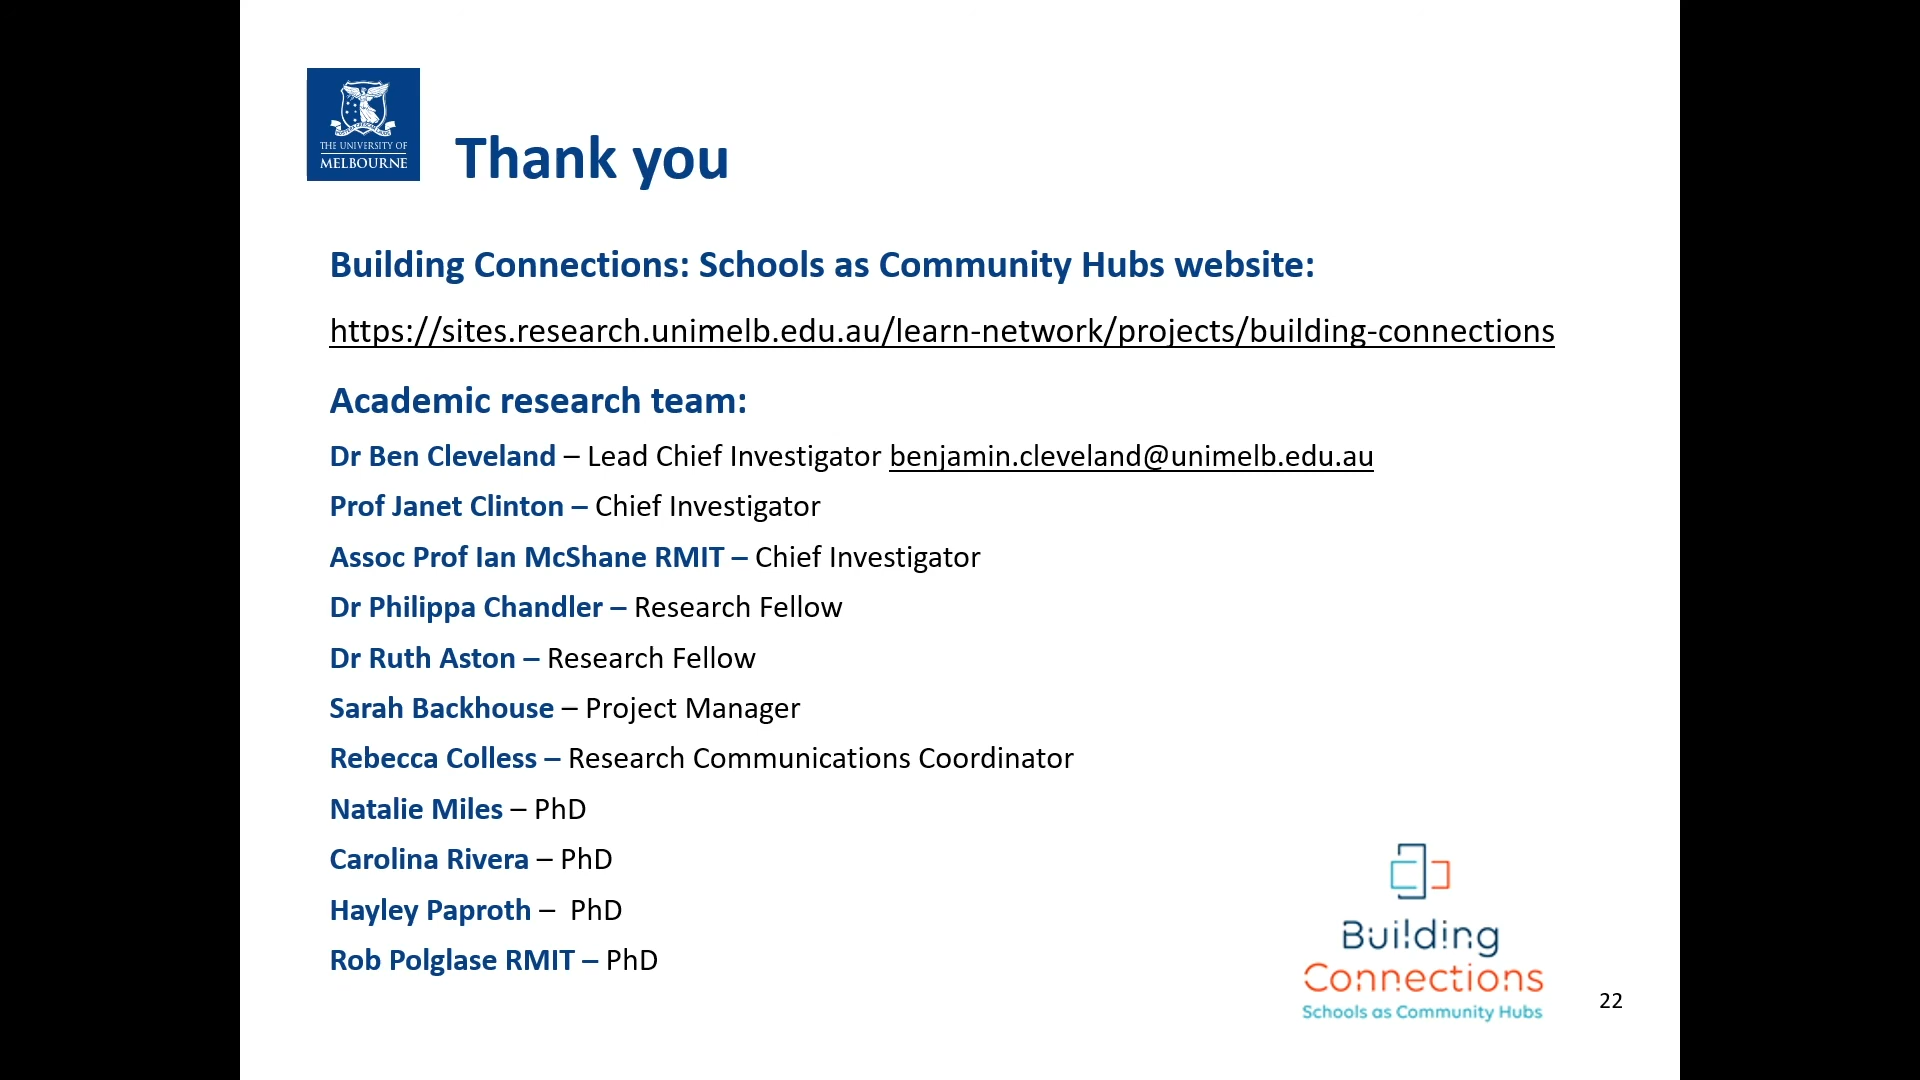 THE UNIVERSITY OF
MELBOURNE
Thank you
Building Connections: Schools as Community Hubs website:
https://sites.research.unimelb.edu.au/learn-network/projects/building-connections
Academic research team:
Dr Ben Cleveland – Lead Chief Investigator benjamin.cleveland@unimelb.edu.au
Prof Janet Clinton – Chief Investigator
Assoc Prof Ian McShane RMIT – Chief Investigator
Dr Philippa Chandler – Research Fellow
Dr Ruth Aston – Research Fellow
Sarah Backhouse – Project Manager
Rebecca Colless – Research Communications Coordinator
Natalie Miles – PhD
Carolina Rivera – PhD
Hayley Paproth –  PhD
Rob Polglase RMIT – PhD
Building
Connections
Schools as Community Hubs
22